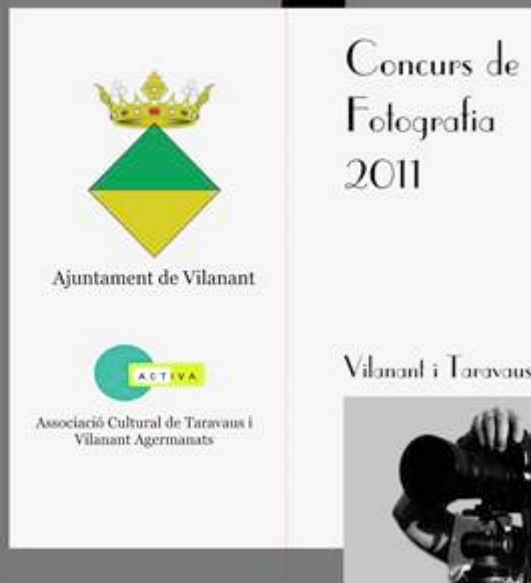 Ajuntament de Vilanant
ACTIVA
Associació Cultural de Taravaus i
Vilanant Agermanats
Concurs de
Fotografia
2011
Vilanant i Taravaus